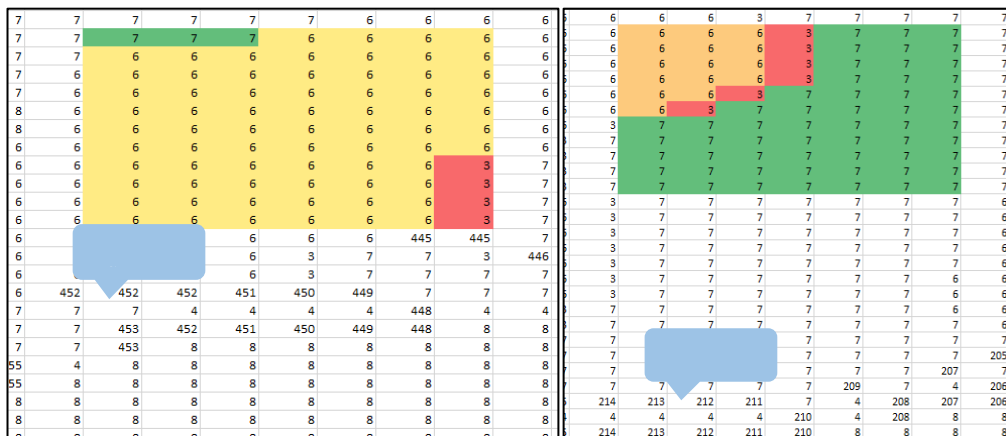 7 7 7 7 7 7 6 6 6 6
7 7 7 7 7 6 6 6 6 6
7 7 6 6 6 6 6 6 6 6
7 6 6 6 6 6 6 6 6 6
7 6 6 6 6 6 6 6 6 6
8 6 6 6 6 6 6 6 6 6
8 6 6 6 6 6 6 6 6 6
6 6 6 6 6 6 6 6 6 6
6 6 6 6 6 6 6 6 3 7
6 6 6 6 6 6 6 6 3 7
6 6 6 6 6 6 6 6 3 7
6 6 6 6 6 6 6 6 3 7
6 6 6 6 445 445 7
6 6 3 7 7 3 446
6 6 3 7 7 7 7
6 452 452 452 451 450 449 7 7 7
7 7 7 4 4 4 4 448 4 4
7 7 453 452 451 450 449 448 8 8
7 7 453 8 8 8 8 8 8 8
55 4 8 8 8 8 8 8 8 8
55 8 8 8 8 8 8 8 8 8
8 8 8 8 8 8 8 8 8 8
8 8 8 8 8 8 8 8 8 8
6 6 6 3 7 7 7 7 7
6 6 6 6 3 7 7 7 7
6 6 6 6 3 7 7 7 7
6 6 6 6 3 7 7 7 7
6 6 6 3 7 7 7 7 7
6 6 3 7 7 7 7 7 7
3 7 7 7 7 7 7 7 7
7 7 7 7 7 7 7 7 7
7 7 7 7 7 7 7 7 7
7 7 7 7 7 7 7 7 7
7 7 7 7 7 7 7 7 7
3 7 7 7 7 7 7 7 6
3 7 7 7 7 7 7 7 6
3 7 7 7 7 7 7 7 6
3 7 7 7 7 7 7 7 6
3 7 7 7 7 7 7 7 6
3 7 7 7 7 7 7 6 6
3 7 7 7 7 7 7 6 6
7 7 7 7 7 7 7 6 6
7 7 7 7 7 7 7 7 6
7 7 7 7 7 7
7 7 7 7 7 205
7 7 7 7 207 7
7 7 7 7 7 209 7 4 206
214 213 212 211 7 4 208 207 206
4 4 4 4 210 4 208 8 8
214 213 212 211 210 8 8 8 8